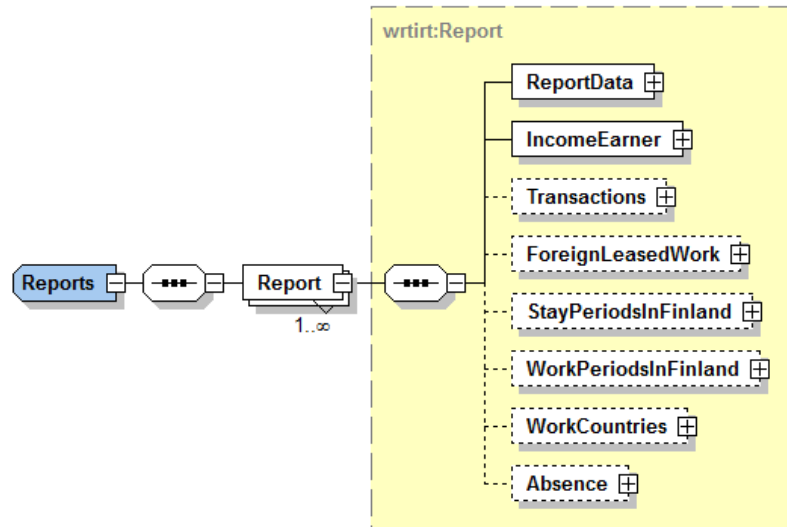 wrtirt:Report
ReportData
IncomeEarner
Transactions
ForeignLeasedWork
Reports
Report
1..∞
StayPeriodsInFinland
WorkPeriodsInFinland
WorkCountries
Absence